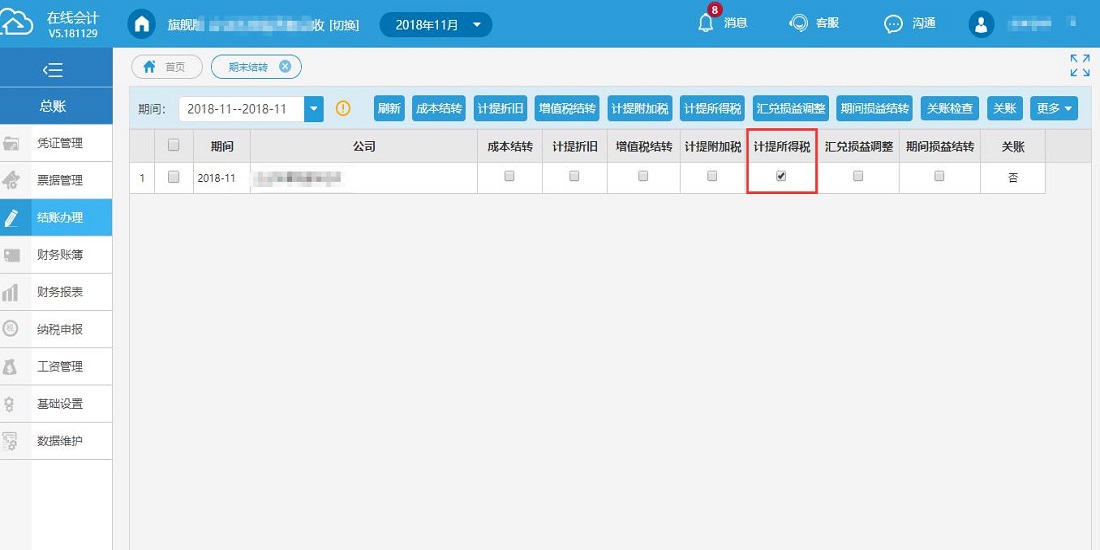 在线会计
V5.181129
旗舰版
收 [切换]
2018年11月
8
消息
客服
沟通
首页
期末结转
总账
期间：
2018-11--2018-11
刷新
成本结转
计提折旧
增值税结转
计提附加税
计提所得税
汇兑损益调整
期间损益结转
关账检查
关账
更多
期间
公司
成本结转
计提折旧
增值税结转
计提附加税
计提所得税
汇兑损益调整
期间损益结转
关账
1
2018-11
否
凭证管理
票据管理
结账办理
财务账簿
财务报表
纳税申报
工资管理
基础设置
数据维护